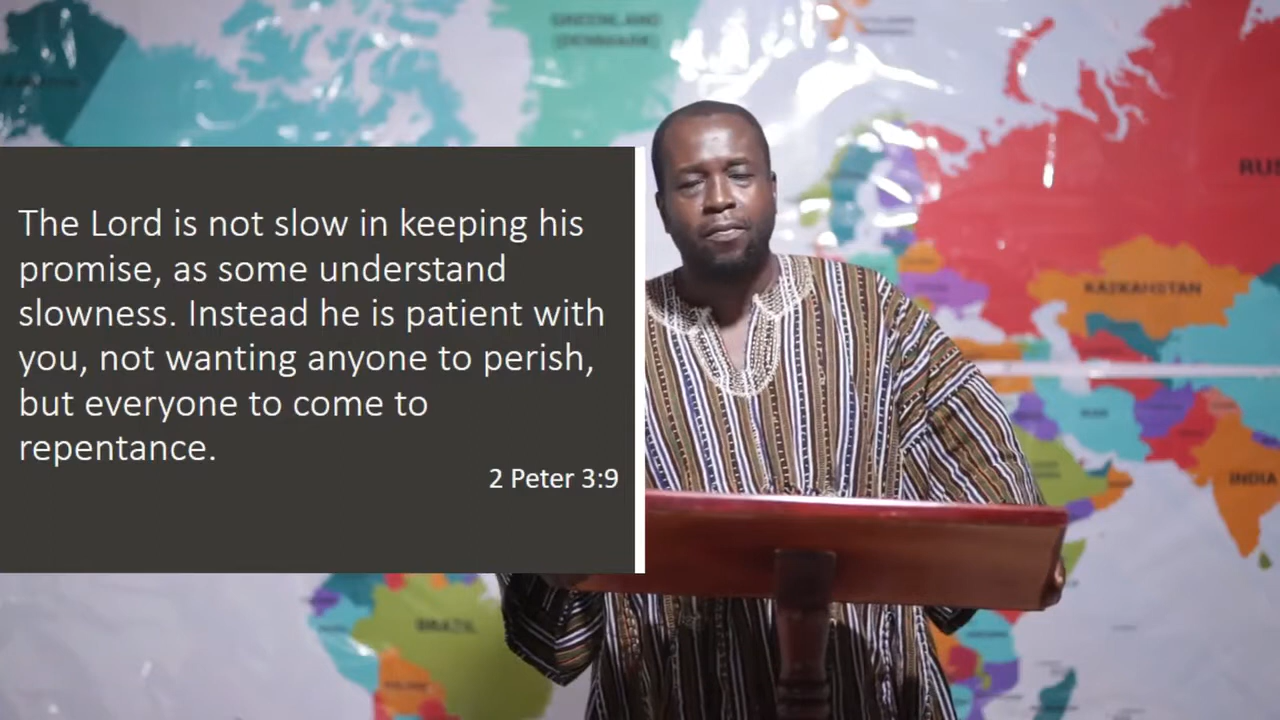 GREENLAND
(DENMARK)
The Lord is not slow in keeping his
promise, as some understand
slowness. Instead he is patient with
you, not wanting anyone to perish,
but everyone to come to
repentance.
2 Peter 3:9
KAZKAHSTAN
INDIA
BRAZIL